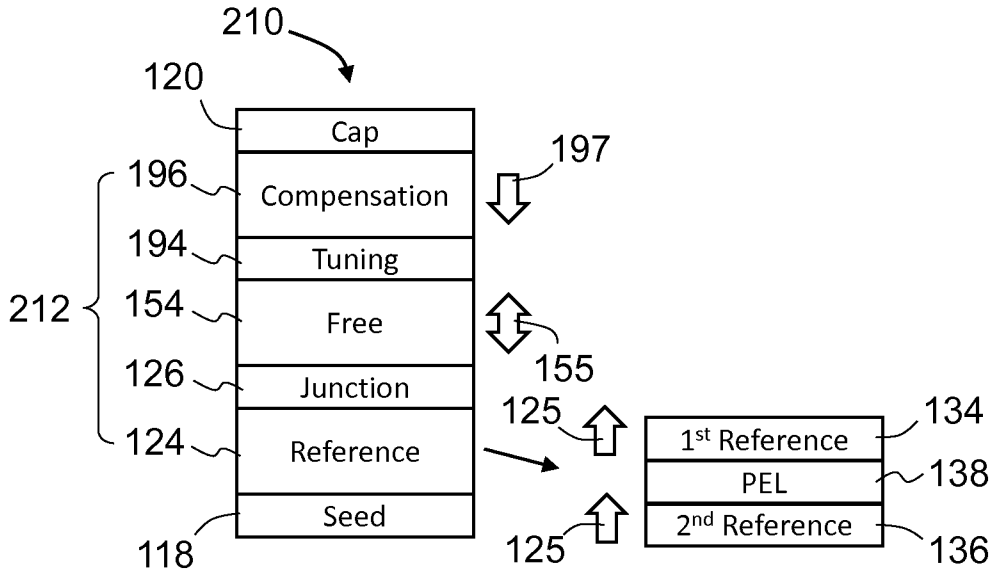 210
120
Cap
196
Compensation
197
194
Tuning
212
154
Free
155
126
Junction
125
134
1st Reference
124
Reference
PEL
138
118
Seed
125
2nd Reference
136